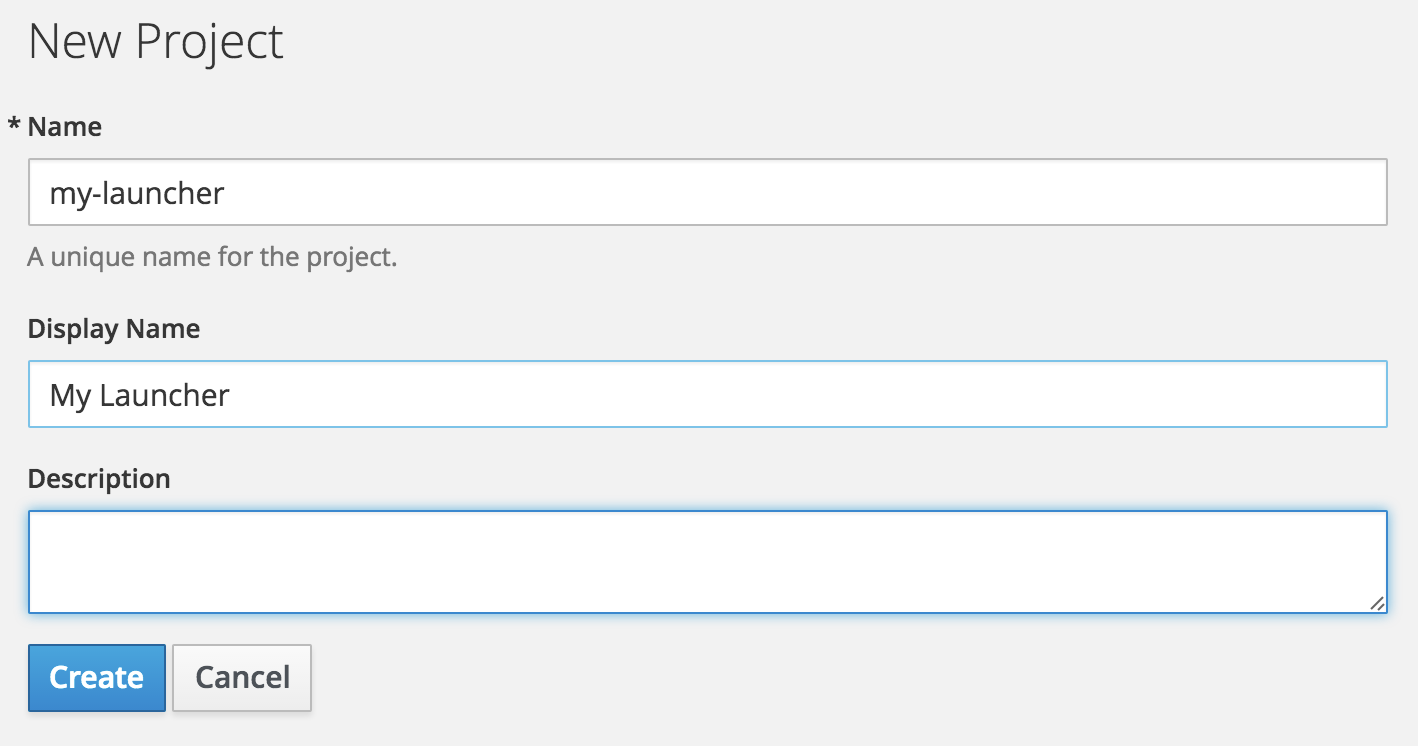 New Project
* Name
my-launcher
A unique name for the project.
Display Name
My Launcher
Description
Create Cancel